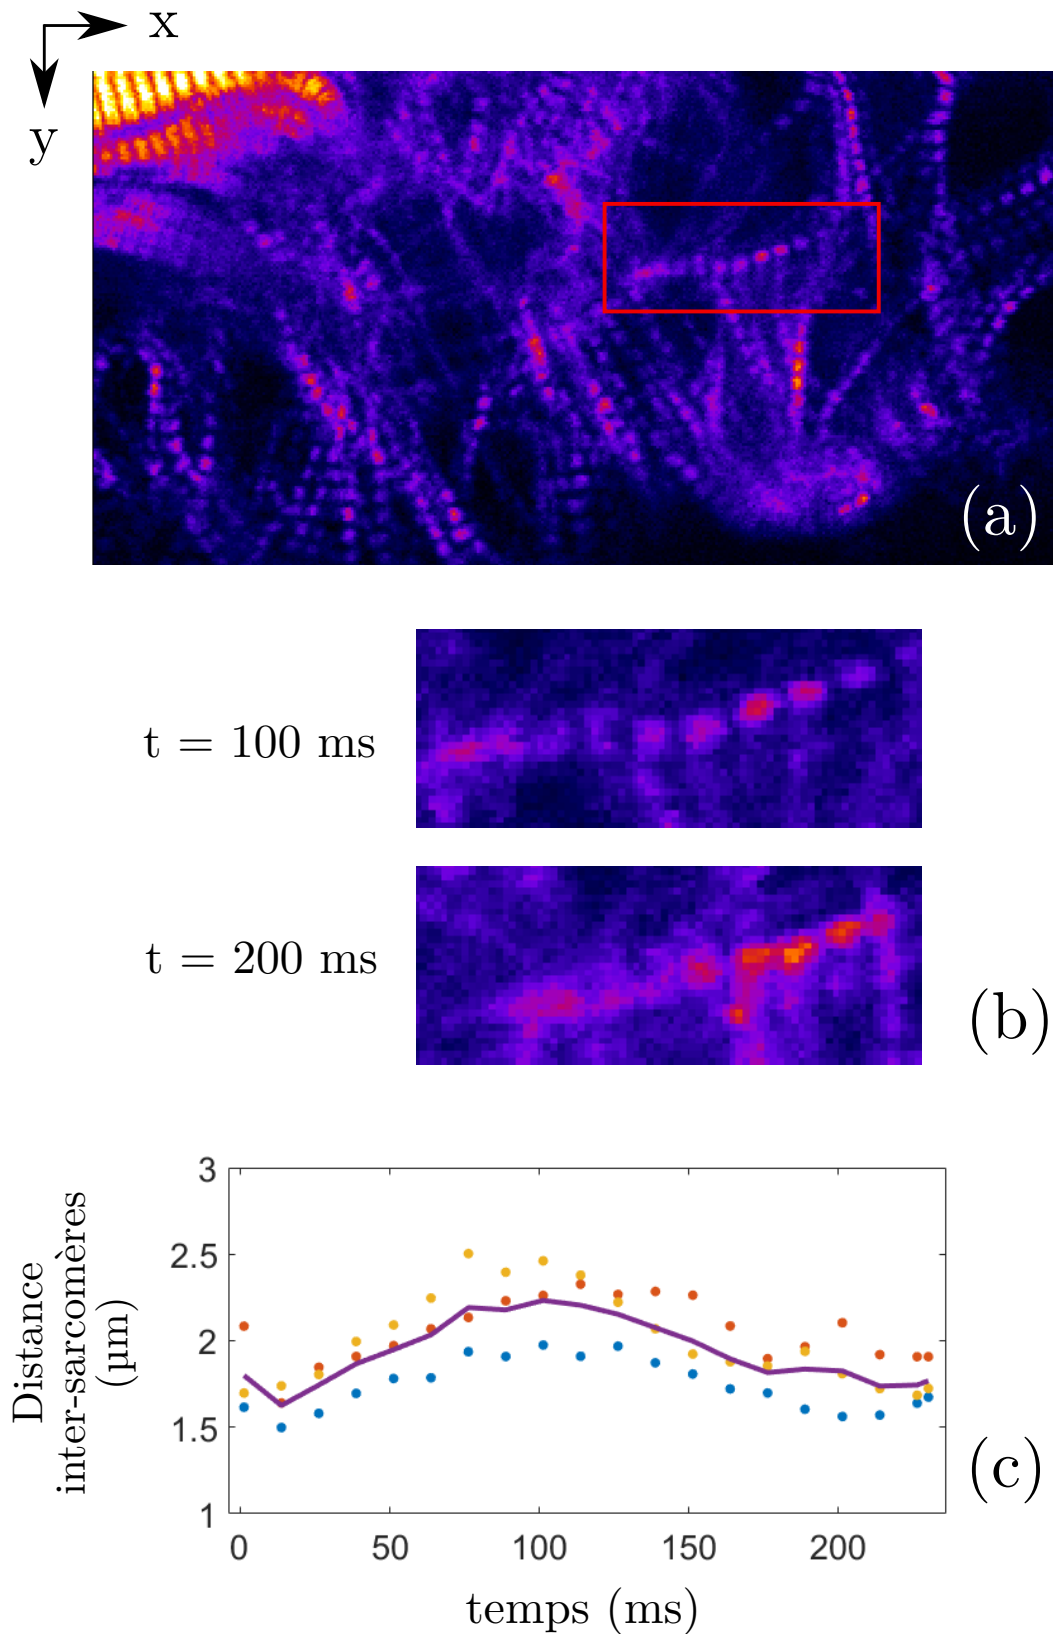 x
y
(a)
t = 100 ms
t = 200 ms
(b)
3
2.5
2
1.5
1
Distance
inter-sarcomères
(µm)
0
50
100
150
200
temps (ms)
(c)